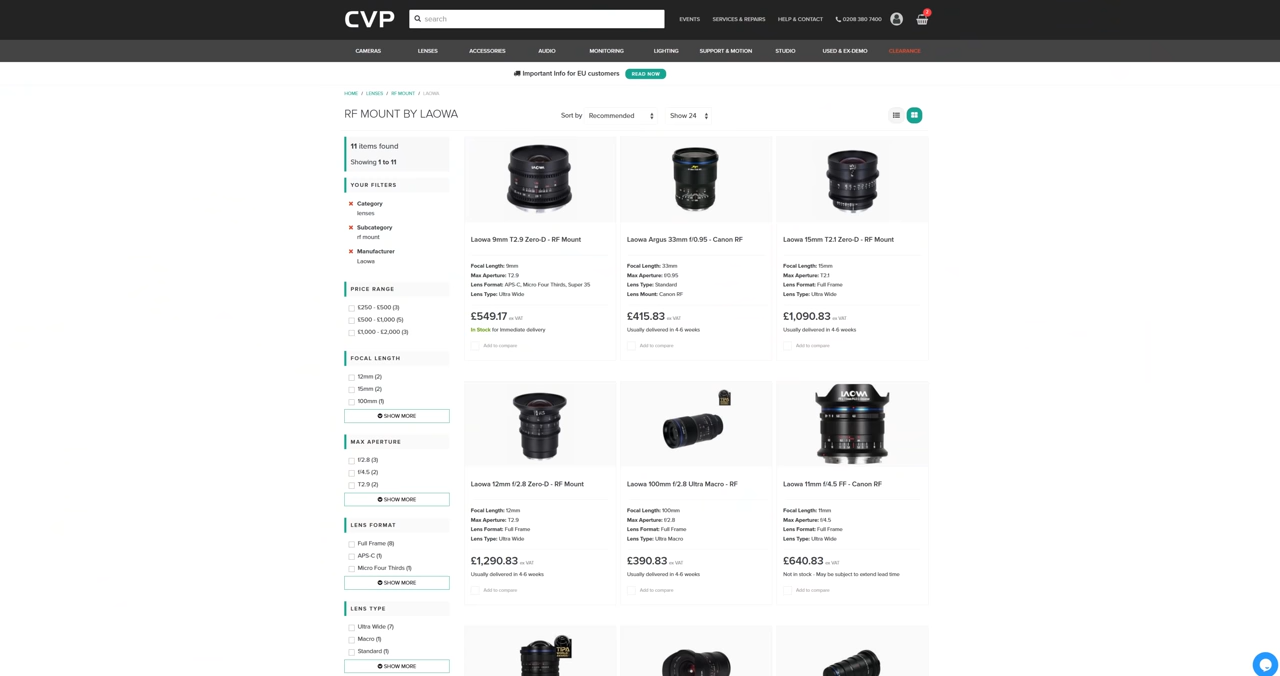 CVP
search
EVENTS
SERVICES & REPAIRS
HELP & CONTACT
0208 380 7400
2
CAMERAS
LENSES
ACCESSORIES
AUDIO
MONITORING
LIGHTING
SUPPORT & MOTION
STUDIO
USED & EX-DEMO
CLEARANCE
Important Info for EU customers READ NOW
HOME / LENSES / RF MOUNT / LAOWA
RF MOUNT BY LAOWA
Sort by Recommended Show 24
11 items found
Showing 1 to 11
YOUR FILTERS
Category
lenses
Subcategory
rf mount
Manufacturer
Laowa
PRICE RANGE
£250 - £500 (3)
£500 - £1,000 (5)
£1,000 - £2,000 (3)
FOCAL LENGTH
12mm (2)
15mm (2)
100mm (1)
SHOW MORE
MAX APERTURE
f/2.8 (3)
f/4.5 (2)
T2.9 (2)
SHOW MORE
LENS FORMAT
Full Frame (8)
APS-C (1)
Micro Four Thirds (1)
SHOW MORE
LENS TYPE
Ultra Wide (7)
Macro (1)
Standard (1)
SHOW MORE
LAOWA
Laowa 9mm T2.9 Zero-D - RF Mount
Focal Length: 9mm
Max Aperture: T2.9
Lens Format: APS-C, Micro Four Thirds, Super 35
Lens Type: Ultra Wide
£549.17 ex VAT
In Stock for immediate delivery
Add to compare
Laowa Argus 33mm f/0.95 - Canon RF
Focal Length: 33mm
Max Aperture: f/0.95
Lens Type: Standard
Lens Mount: Canon RF
£415.83 ex VAT
Usually delivered in 4-6 weeks
Add to compare
Laowa 15mm T2.1 Zero-D - RF Mount
Focal Length: 15mm
Max Aperture: T2.1
Lens Format: Full Frame
Lens Type: Ultra Wide
£1,090.83 ex VAT
Usually delivered in 4-6 weeks
Add to compare
Laowa 12mm f/2.8 Zero-D - RF Mount
Focal Length: 12mm
Max Aperture: T2.9
Lens Format: Full Frame
Lens Type: Ultra Wide
£1,290.83 ex VAT
Usually delivered in 4-6 weeks
Add to compare
Laowa 100mm f/2.8 Ultra Macro - RF
Focal Length: 100mm
Max Aperture: f/2.8
Lens Format: Full Frame
Lens Type: Ultra Macro
£390.83 ex VAT
Usually delivered in 4-6 weeks
Add to compare
LAOWA
Laowa 11mm f/4.5 FF - Canon RF
Focal Length: 11mm
Max Aperture: f/4.5
Lens Format: Full Frame
Lens Type: Ultra Wide
£640.83 ex VAT
Not in stock - May be subject to extend lead time
Add to compare
TIPA